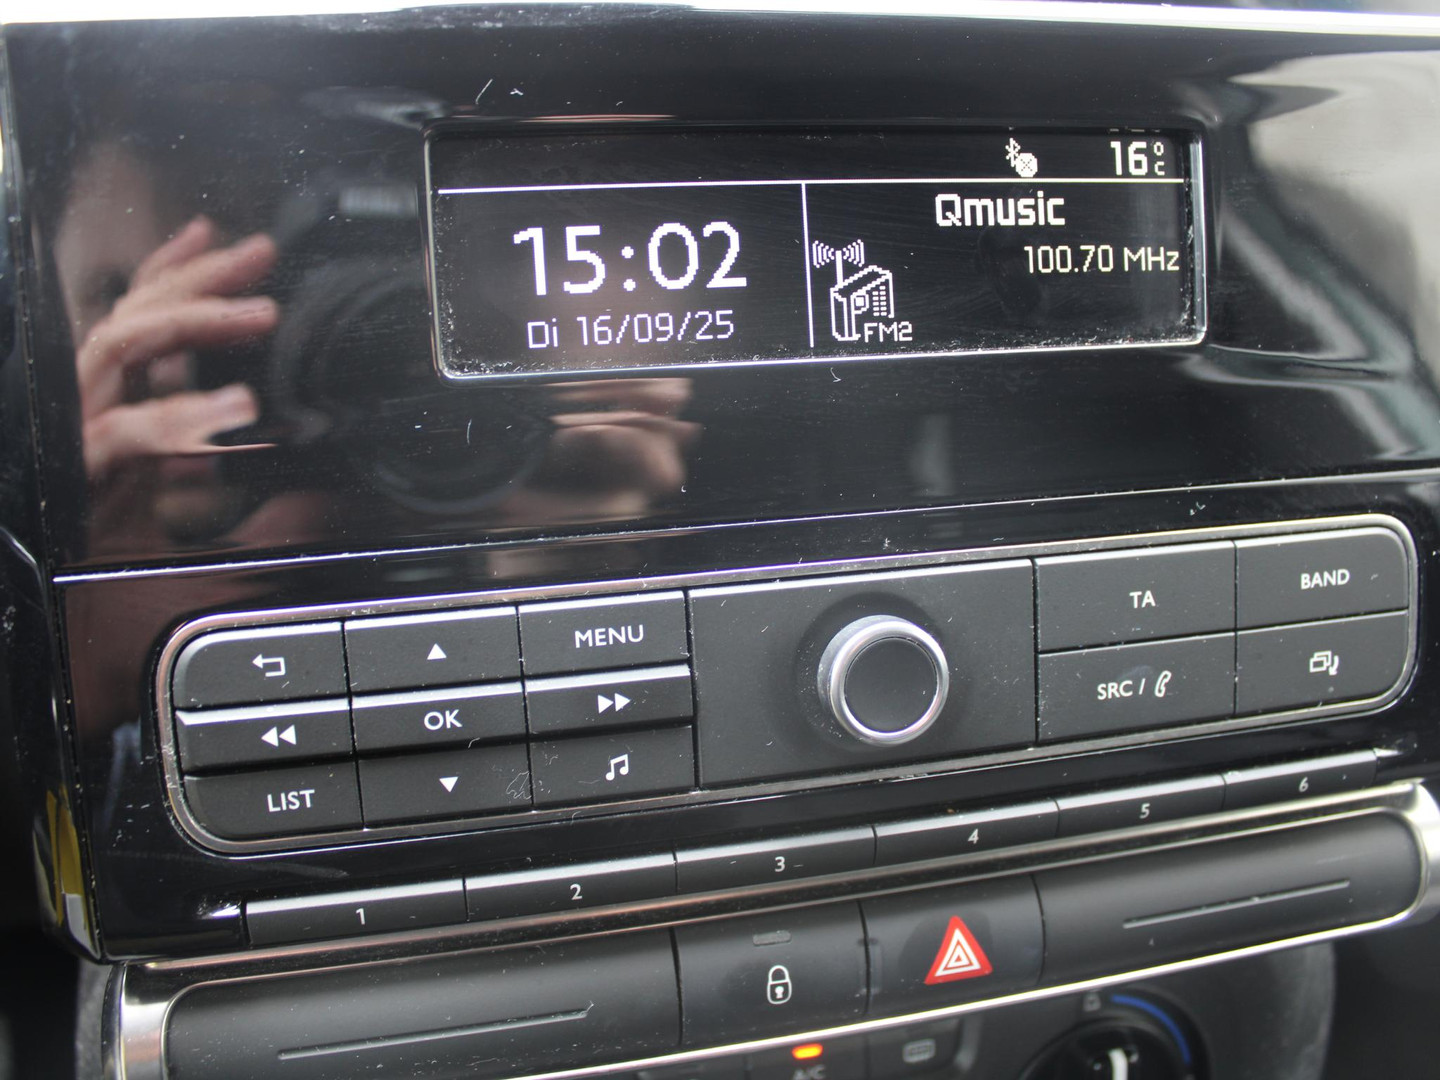 16°C
Qmusic
100.70 MHz
15:02
Di 16/09/25
FM2
MENU
OK
LIST
TA
BAND
SRC /
1
2
3
4
5
6
A/C